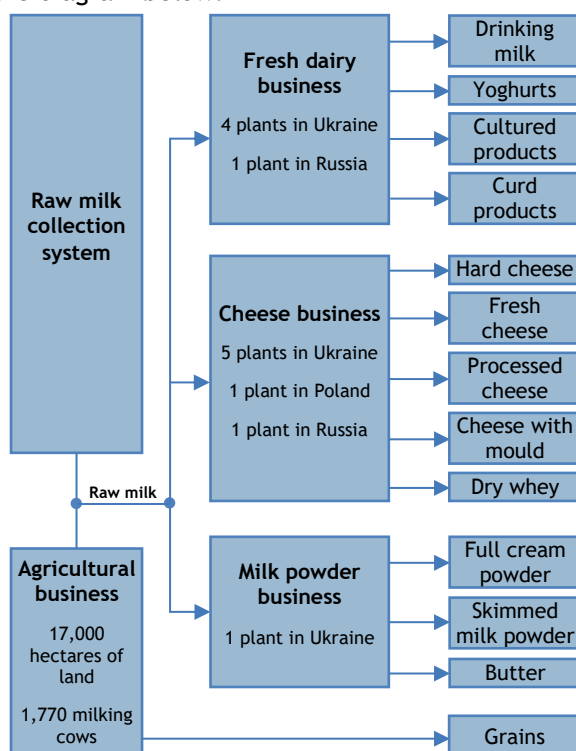 diagram below.
Raw milk
collection
system
Raw milk
Agricultural
business
17,000
hectares of
land
1,770 milking
cows
Fresh dairy
business
4 plants in Ukraine
1 plant in Russia
Drinking
milk
Yoghurts
Cultured
products
Curd
products
Cheese business
5 plants in Ukraine
1 plant in Poland
1 plant in Russia
Hard cheese
Fresh
cheese
Processed
cheese
Cheese with
mould
Dry whey
Milk powder
business
1 plant in Ukraine
Full cream
powder
Skimmed
milk powder
Butter
Grains